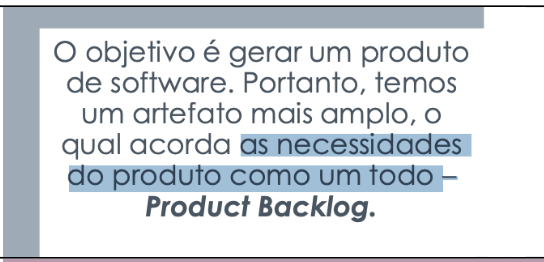 O objetivo é gerar um produto
de software. Portanto, temos
um artefato mais amplo, o
qual acorda as necessidades
do produto como um todo –
Product Backlog.